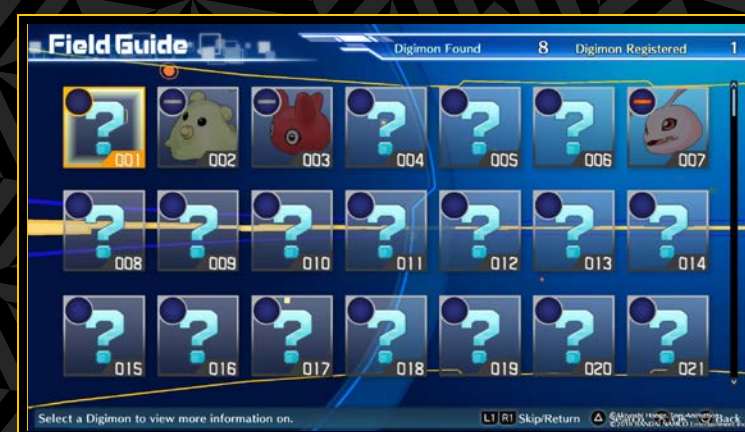 Field Guide
Digimon Found 8 Digimon Registered 1
? 001 002 003 ? 004 ? 005 ? 006 007
? 008 ? 009 ? 010 ? 011 ? 012 ? 013 ? 014
? 015 ? 016 ? 017 ? 018 ? 019 ? 020 ? 021
Select a Digimon to view more information on. L1 R1 Skip/Return Back